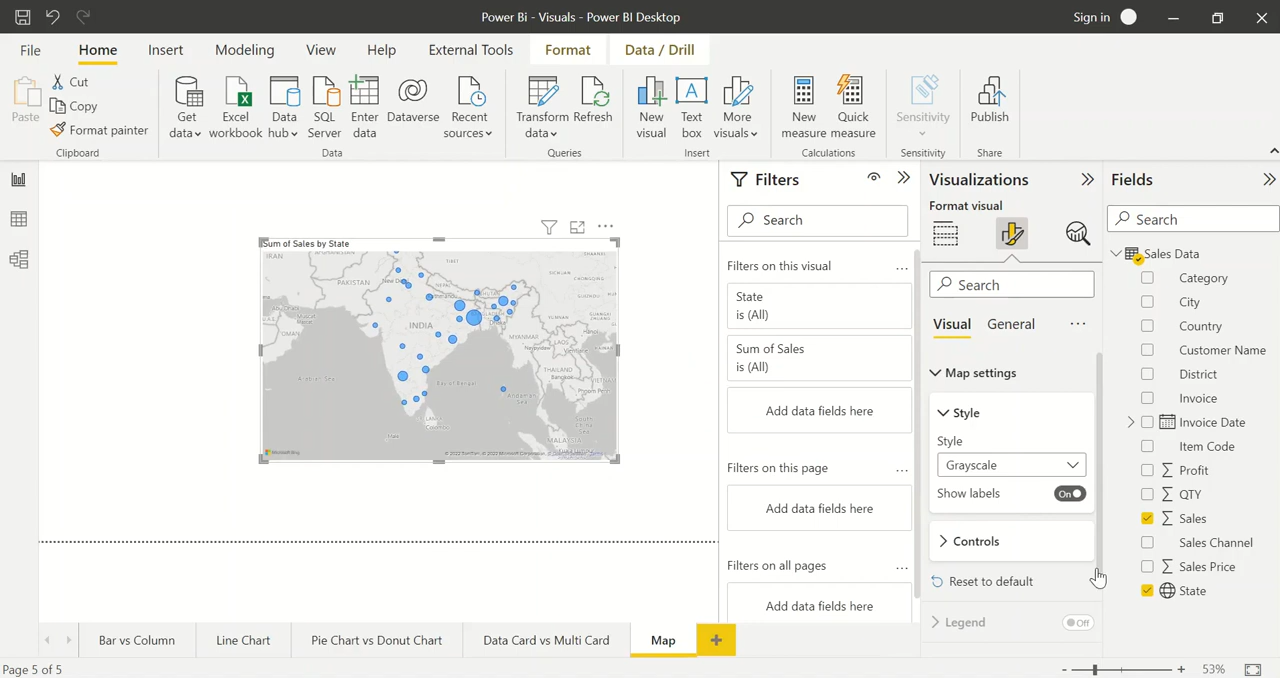 Power Bi - Visuals - Power BI Desktop
Sign in
File Home Insert Modeling View Help External Tools Format Data / Drill
Paste
Cut
Copy
Format painter
Clipboard
Get data
Excel workbook
Data hub
SQL Server
Enter data
Dataverse
Recent sources
Data
Transform data
Refresh
Queries
New visual
Text box
More visuals
Insert
New measure
Quick measure
Calculations
Sensitivity
Sensitivity
Publish
Share
Sum of Sales by State
IRAN
PAKISTAN
TIBET
INDIA
MYANMAR
LAOS
THAILAND
Arabian Sea
Bay of Bengal
Andaman Sea
MALAYSIA
Filters
Search
Filters on this visual ...
State
is (All)
Sum of Sales
is (All)
Add data fields here
Filters on this page ...
Add data fields here
Filters on all pages ...
Add data fields here
Visualizations
Format visual
Search
Visual General ...
Map settings
Style
Style
Grayscale
Show labels On
Controls
Reset to default
Legend Off
Fields
Search
Sales Data
Category
City
Country
Customer Name
District
Invoice
Invoice Date
Item Code
Σ Profit
Σ QTY
Σ Sales
Sales Channel
Σ Sales Price
State
Bar vs Column Line Chart Pie Chart vs Donut Chart Data Card vs Multi Card Map +
Page 5 of 5
- + 53%